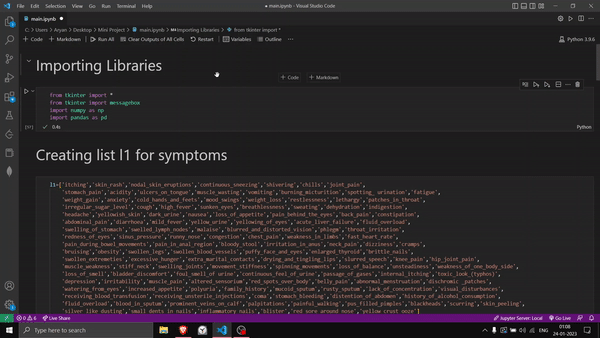 File Edit Selection View Go Run Terminal Help
main.ipynb - Visual Studio Code
main.ipynb
C: > Users > Aryan > Desktop > Mini Project > main.ipynb > Importing Libraries > from tkinter import *
+ Code + Markdown Run All Clear Outputs of All Cells Restart Variables Outline ... Python 3.9.6
Importing Libraries
+ Code + Markdown
from tkinter import *
from tkinter import messagebox
import numpy as np
import pandas as pd
0.4s
Python
Creating list l1 for symptoms
l1=['itching','skin_rash','nodal_skin_eruptions','continuous_sneezing','shivering','chills','joint_pain',
'stomach_pain','acidity','ulcers_on_tongue','muscle_wasting','vomiting','burning_micturition','spotting_ urination','fatigue',
'weight_gain','anxiety','cold_hands_and_feets','mood_swings','weight_loss','restlessness','lethargy','patches_in_throat',
'irregular_sugar_level','cough','high_fever','sunken_eyes','breathlessness','sweating','dehydration','indigestion',
'headache','yellowish_skin','dark_urine','nausea','loss_of_appetite','pain_behind_the_eyes','back_pain','constipation',
'abdominal_pain','diarrhoea','mild_fever','yellow_urine','yellowing_of_eyes','acute_liver_failure','fluid_overload',
'swelling_of_stomach','swelled_lymph_nodes','malaise','blurred_and_distorted_vision','phlegm','throat_irritation',
'redness_of_eyes','sinus_pressure','runny_nose','congestion','chest_pain','weakness_in_limbs','fast_heart_rate',
'pain_during_bowel_movements','pain_in_anal_region','bloody_stool','irritation_in_anus','neck_pain','dizziness','cramps',
'bruising','obesity','swollen_legs','swollen_blood_vessels','puffy_face_and_eyes','enlarged_thyroid','brittle_nails',
'swollen_extremeties','excessive_hunger','extra_marital_contacts','drying_and_tingling_lips','slurred_speech','knee_pain','hip_joint_pain',
'muscle_weakness','stiff_neck','swelling_joints','movement_stiffness','spinning_movements','loss_of_balance','unsteadiness','weakness_of_one_body_side',
'loss_of_smell','bladder_discomfort','foul_smell_of urine','continuous_feel_of_urine','passage_of_gases','internal_itching','toxic_look_(typhos)',
'depression','irritability','muscle_pain','altered_sensorium','red_spots_over_body','belly_pain','abnormal_menstruation','dischromic _patches',
'watering_from_eyes','increased_appetite','polyuria','family_history','mucoid_sputum','rusty_sputum','lack_of_concentration','visual_disturbances',
'receiving_blood_transfusion','receiving_unsterile_injections','coma','stomach_bleeding','distention_of_abdomen','history_of_alcohol_consumption',
'fluid_overload','blood_in_sputum','prominent_veins_on_calf','palpitations','painful_walking','pus_filled_pimples','blackheads','scurring','skin_peeling',
'silver_like_dusting','small_dents_in_nails','inflammatory_nails','blister','red_sore_around_nose','yellow_crust_ooze']
0 6 Live Share
Jupyter Server: Local Go Live
Type here to search
ENG
01:08
24-01-2023